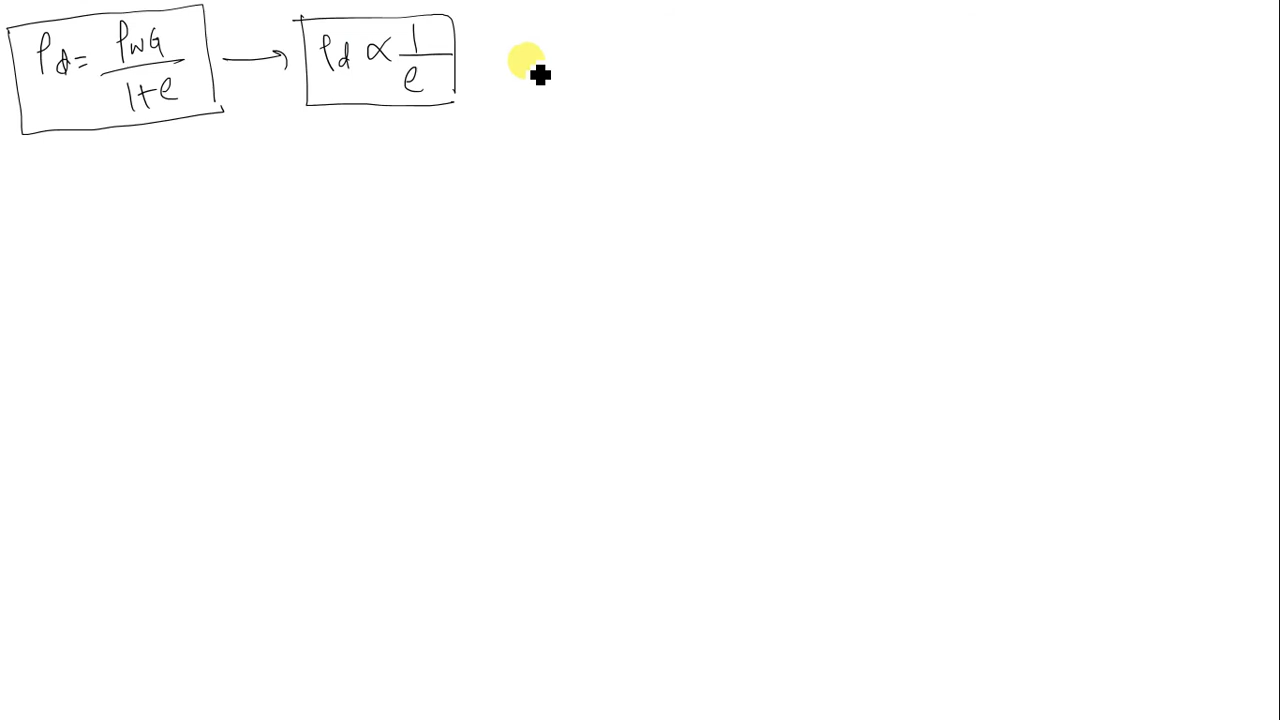 ρd = ρwG / 1+e → ρd ∝ 1/e